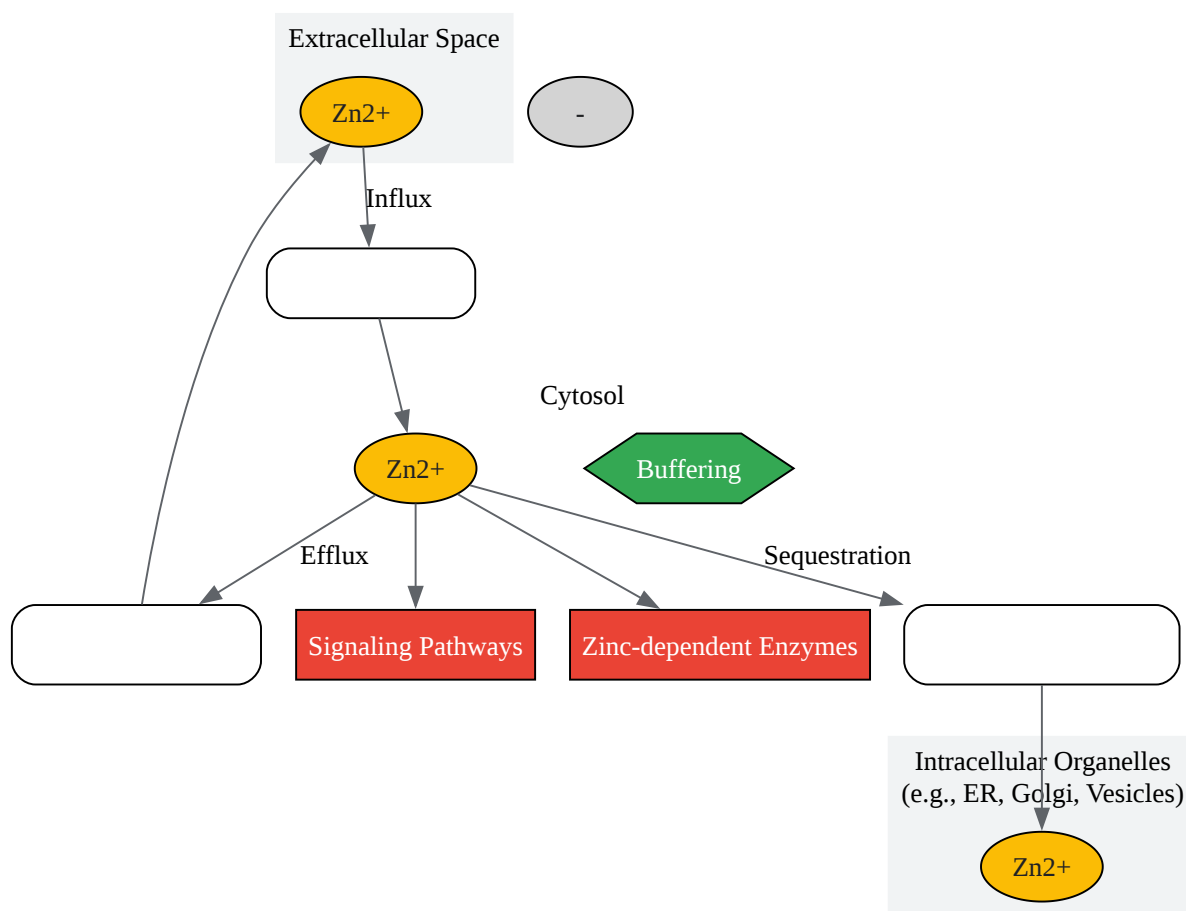 Extracellular Space
Zn2+
-
Influx
Cytosol
Zn2+
Buffering
Efflux
Sequestration
Signaling Pathways
Zinc-dependent Enzymes
Intracellular Organelles
(e.g., ER, Golgi, Vesicles)
Zn2+